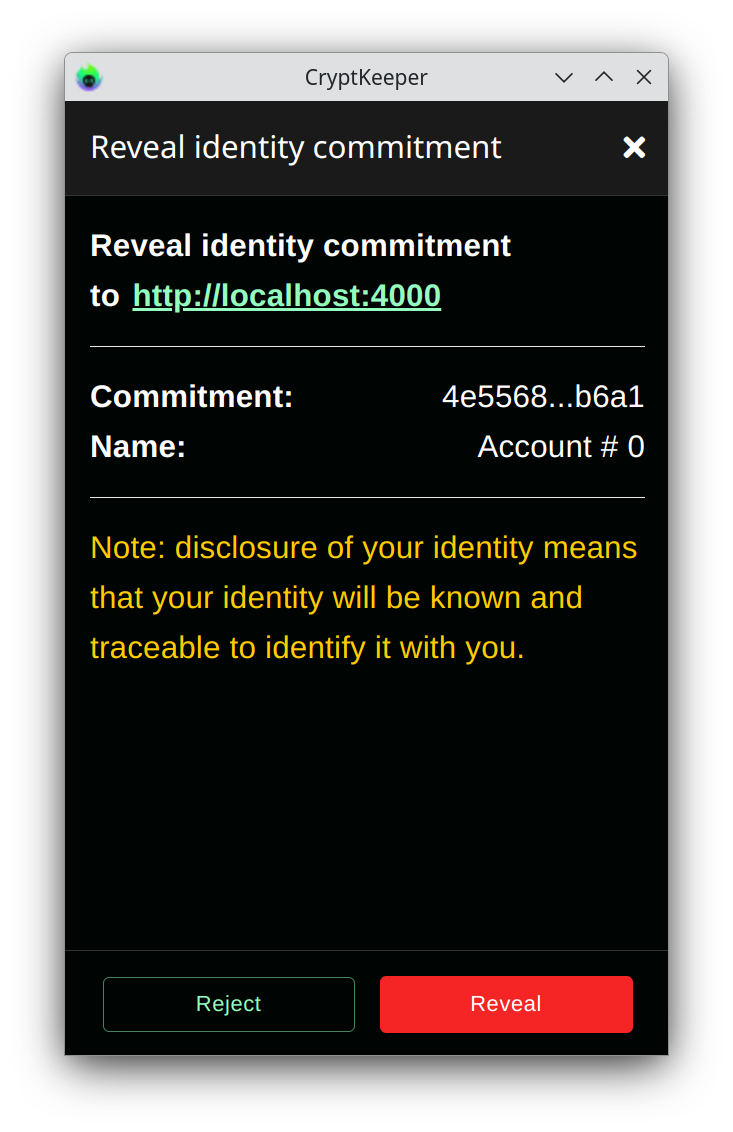 CryptKeeper
Reveal identity commitment
Reveal identity commitment
to http://localhost:4000
Commitment: 4e5568...b6a1
Name: Account # 0
Note: disclosure of your identity means
that your identity will be known and
traceable to identify it with you.
Reject Reveal